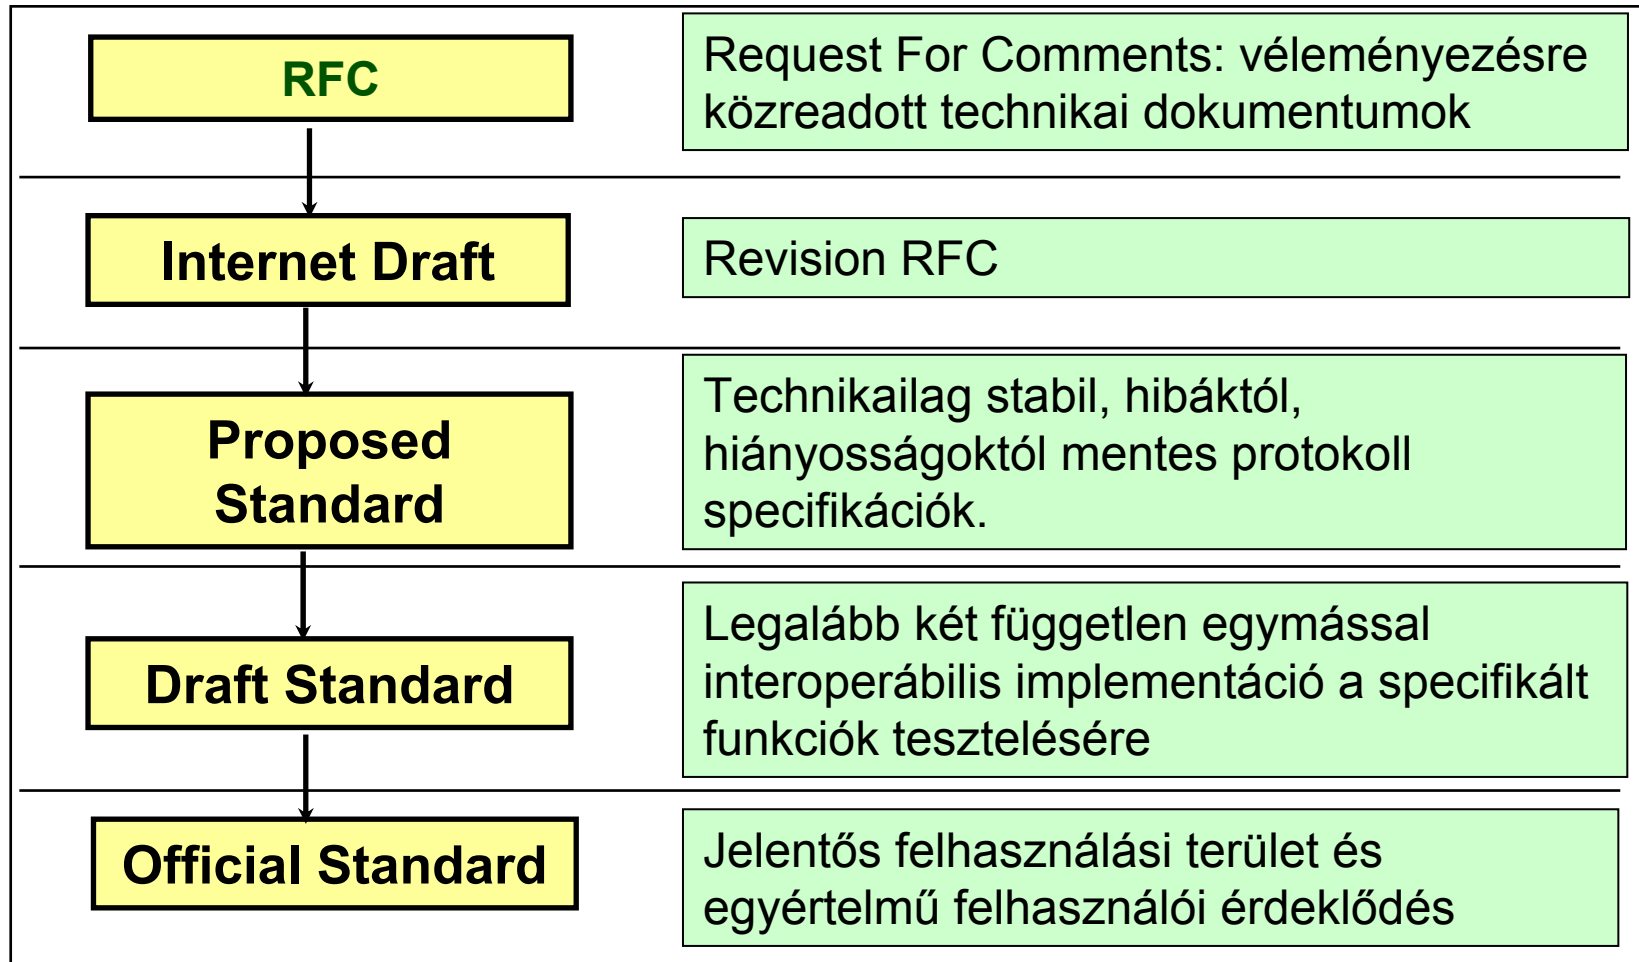 RFC
Request For Comments: véleményezésre
közreadott technikai dokumentumok
Internet Draft
Revision RFC
Proposed
Standard
Technikailag stabil, hibáktól,
hiányosságoktól mentes protokoll
specifikációk.
Draft Standard
Legalább két független egymással
interoperábilis implementáció a specifikált
funkciók tesztelésére
Official Standard
Jelentős felhasználási terület és
egyértelmű felhasználói érdeklődés